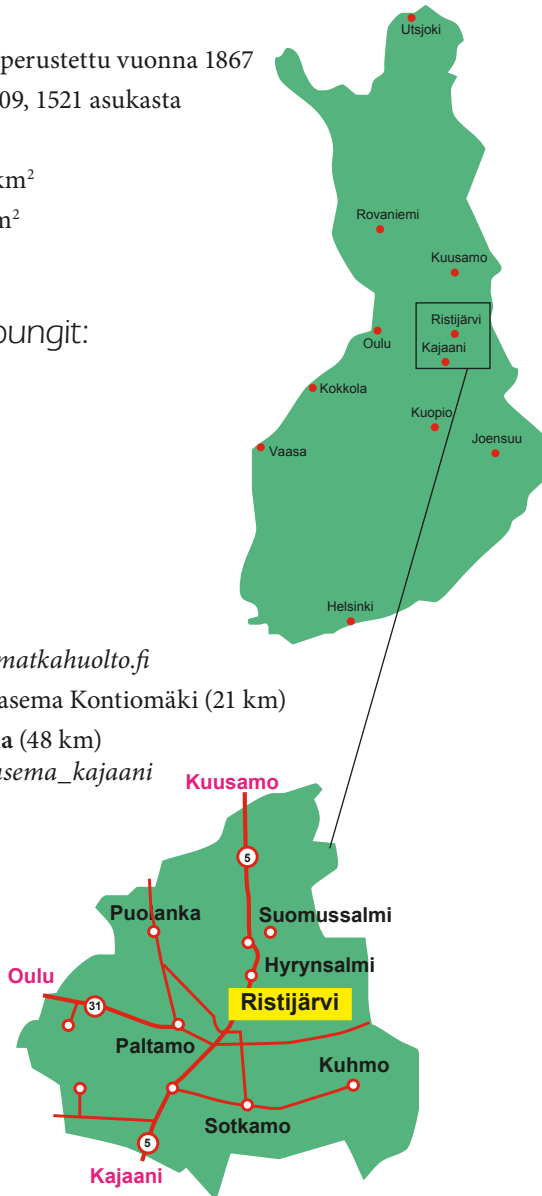 perustettu vuonna 1867
09, 1521 asukasta
km²
m²
oungit:
matkahuolto.fi
asema Kontiomäki (21 km)
a (48 km)
asema_kajaani
Utsjoki
Rovaniemi
Kuusamo
Ristijärvi
Oulu
Kajaani
Kokkola
Kuopio
Joensuu
Vaasa
Helsinki
Kuusamo
5
Puolanka
Suomussalmi
Hyrynsalmi
Oulu
31
Ristijärvi
Paltamo
Kuhmo
Sotkamo
5
Kajaani